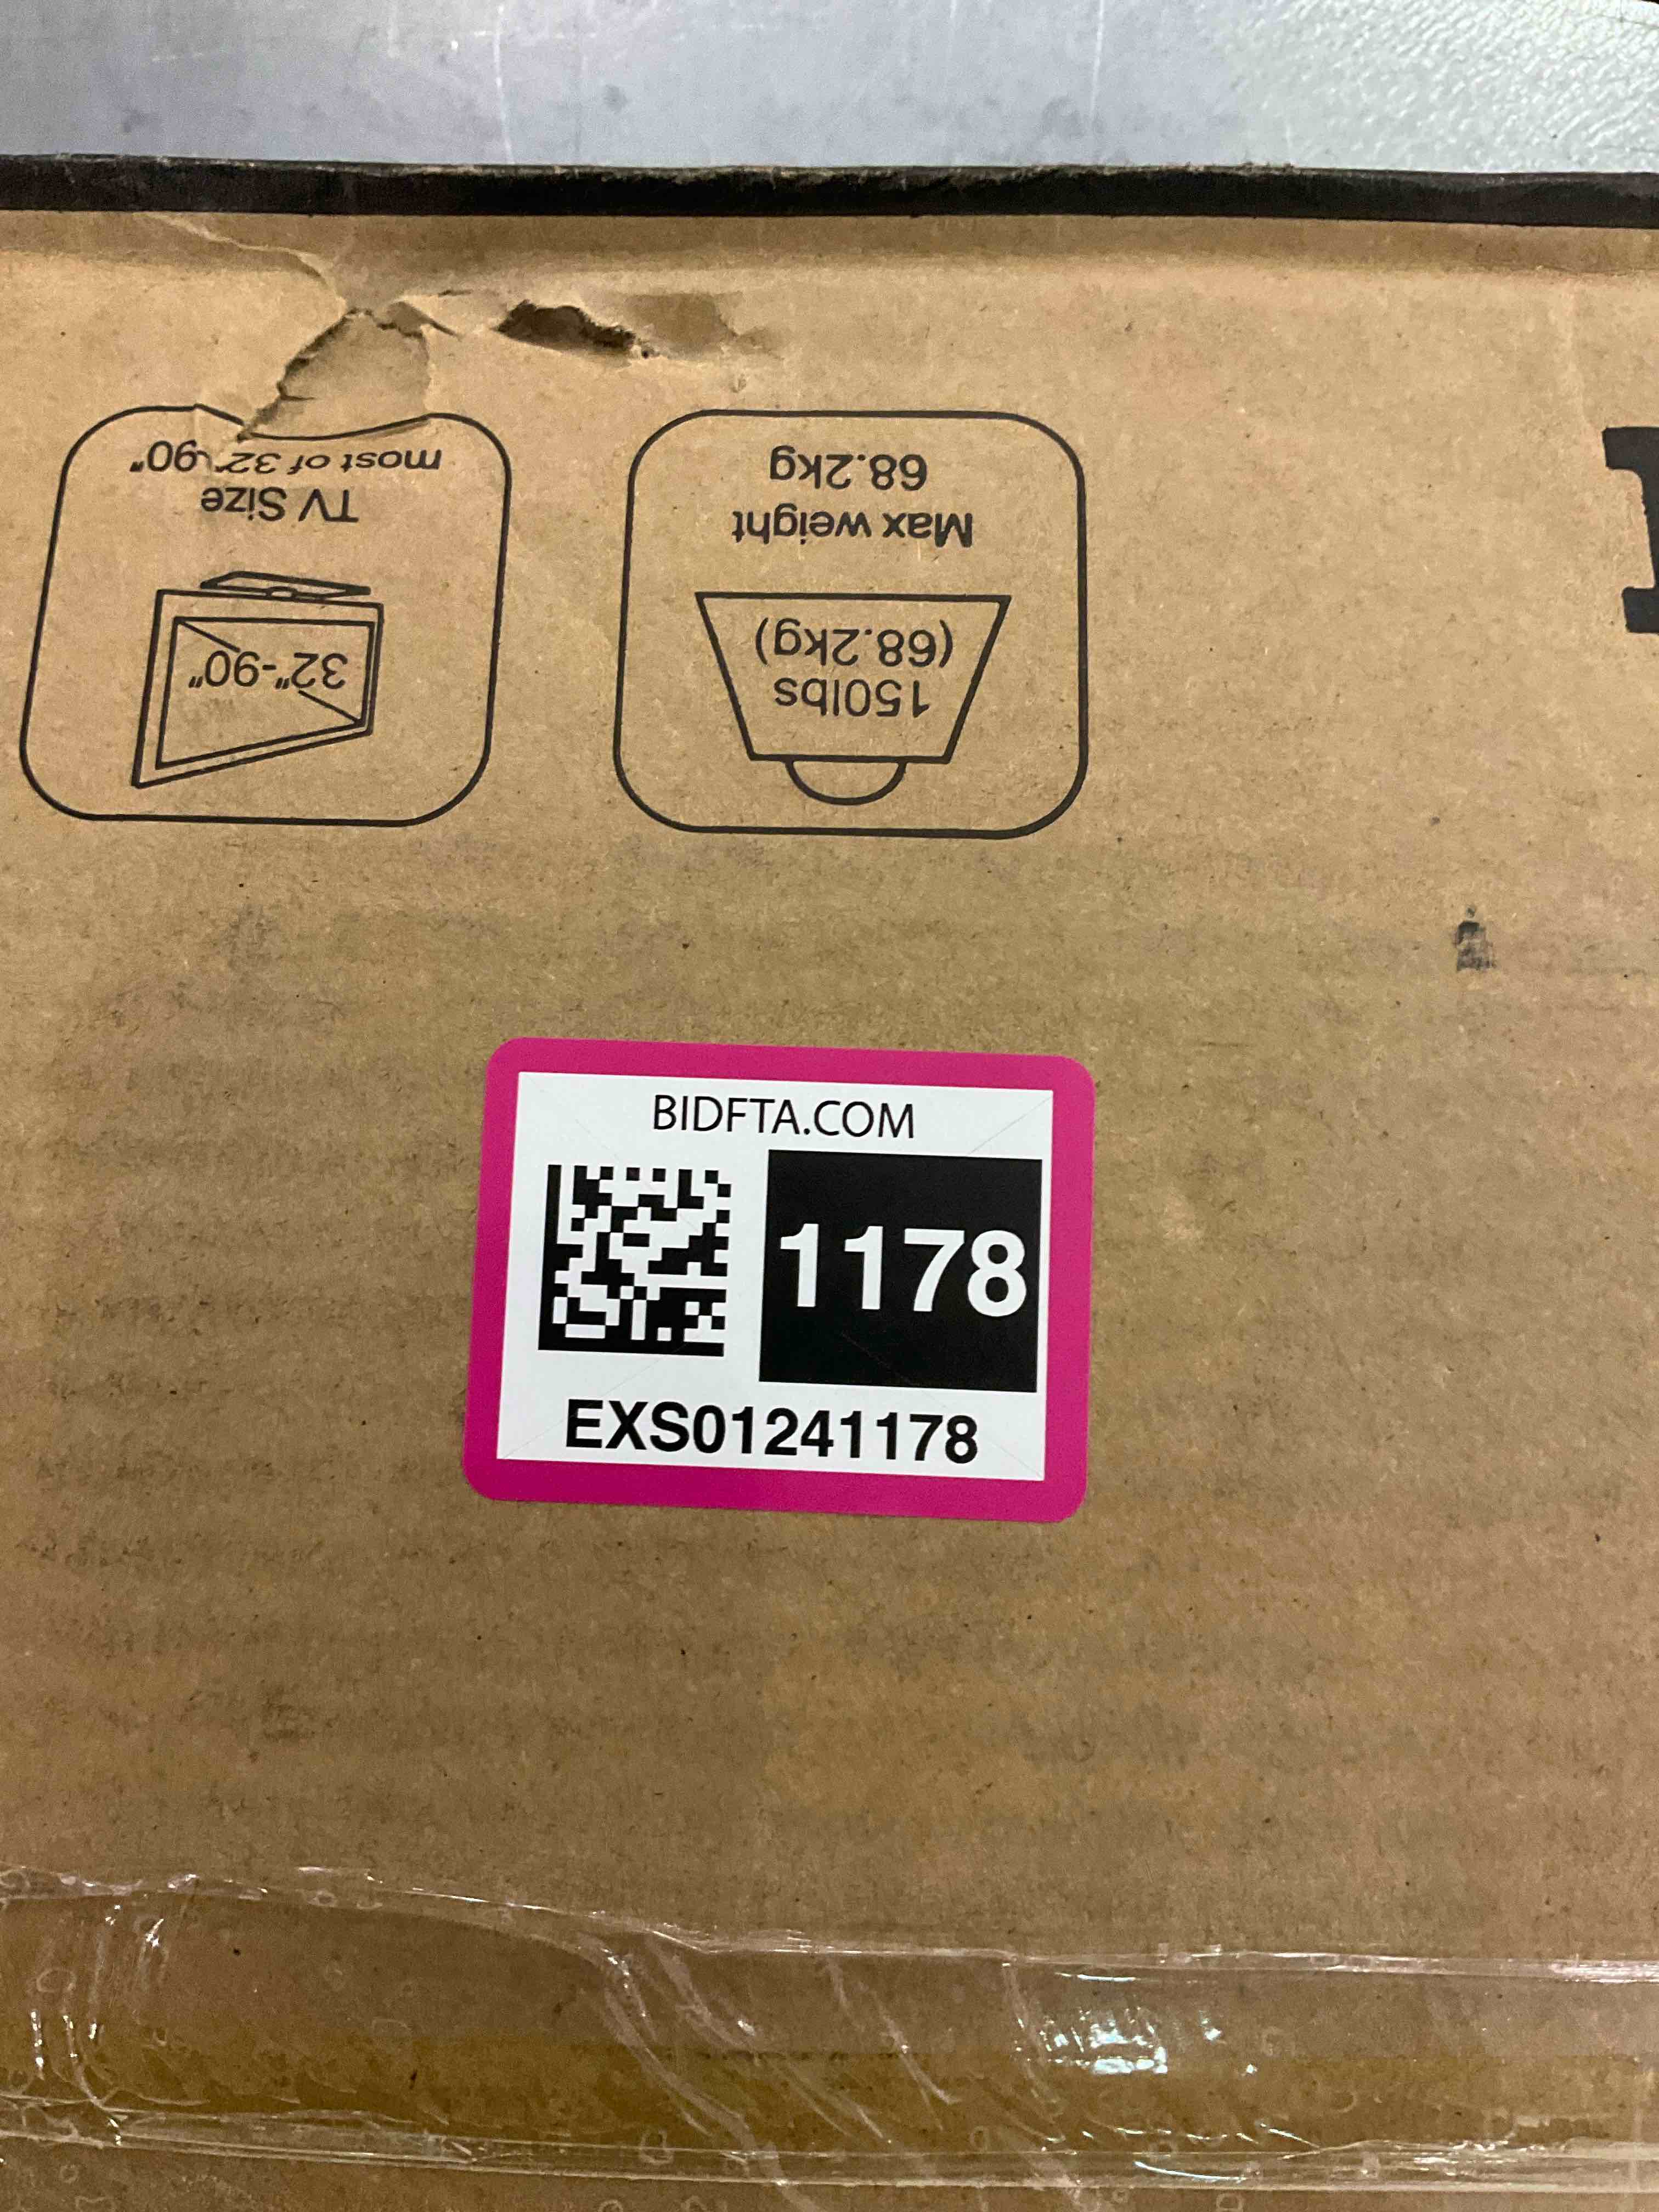 TV Size
most of 32"-90"
32"-90"
Max weight
68.2kg
150lbs
(68.2kg)
BIDFTA.COM
1178
EXS01241178